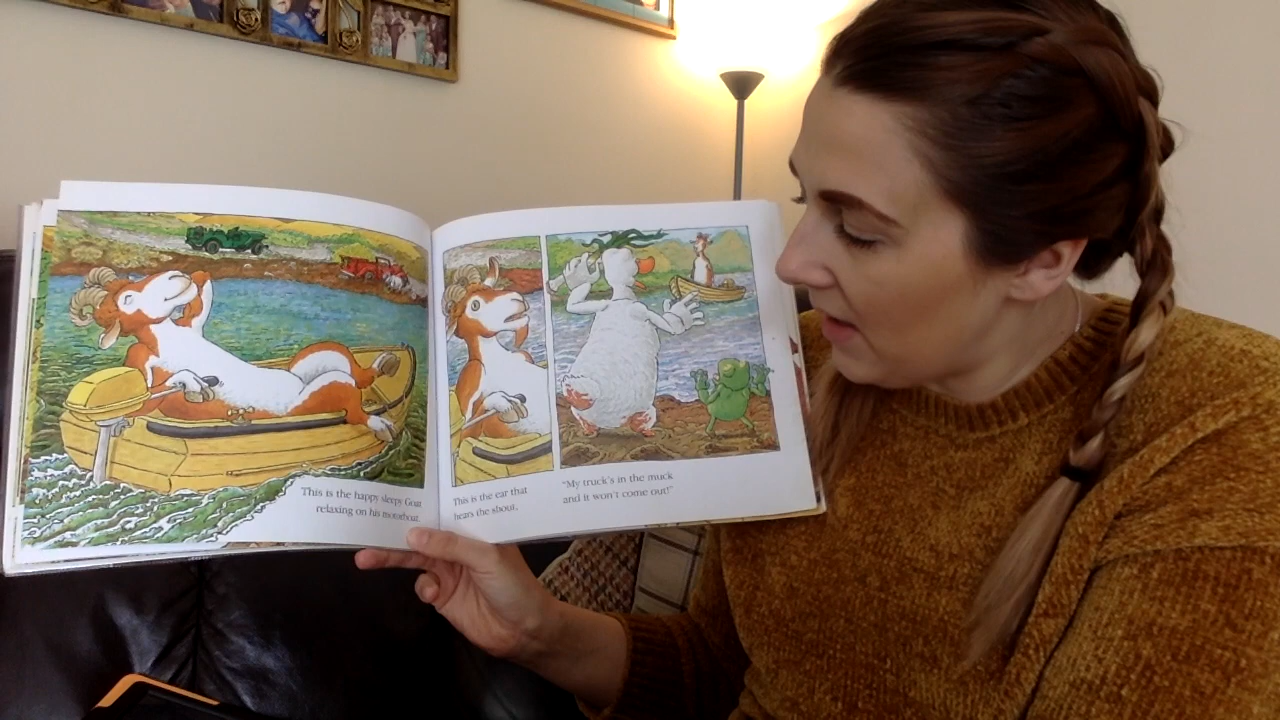 This is the happy sleepy Goat
relaxing on his motorboat.
This is the ear that
hears the shout,
"My truck's in the muck
and it won't come out!"